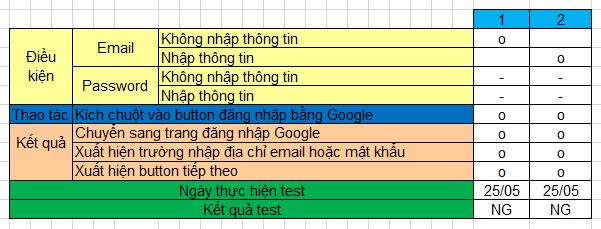 1 2
Điều kiện Email Không nhập thông tin o
Nhập thông tin o
Password Không nhập thông tin - -
Nhập thông tin - -
Thao tác Kích chuột vào button đăng nhập bằng Google o o
Kết quả Chuyển sang trang đăng nhập Google o o
Xuất hiện trường nhập địa chỉ email hoặc mật khẩu o o
Xuất hiện button tiếp theo o o
Ngày thực hiện test 25/05 25/05
Kết quả test NG NG